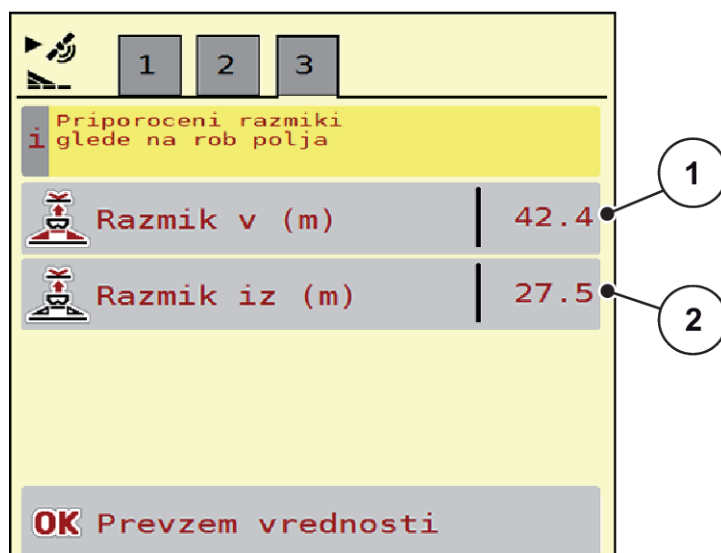 1 2 3
i Priporoceni razmiki
glede na rob polja
Razmik v (m) 42.4
1
Razmik iz (m) 27.5
2
OK Prevzem vrednosti